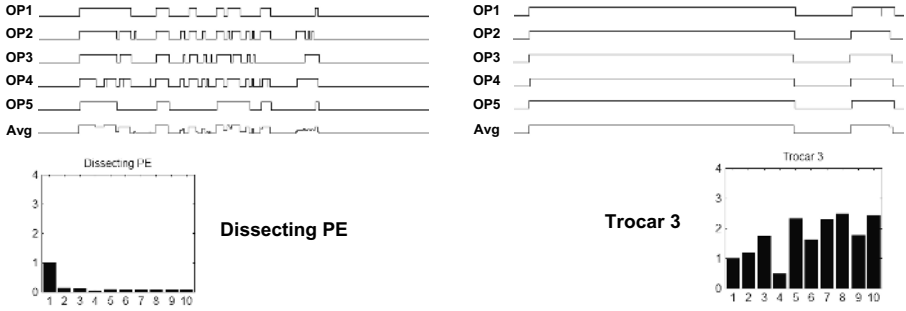 OP1
OP2
OP3
OP4
OP5
Avg
OP1
OP2
OP3
OP4
OP5
Avg
Dissecting PE
4
3
2
1
0
1 2 3 4 5 6 7 8 9 10
Dissecting PE
Trocar 3
Trocar 3
4
3
2
1
0
1 2 3 4 5 6 7 8 9 10